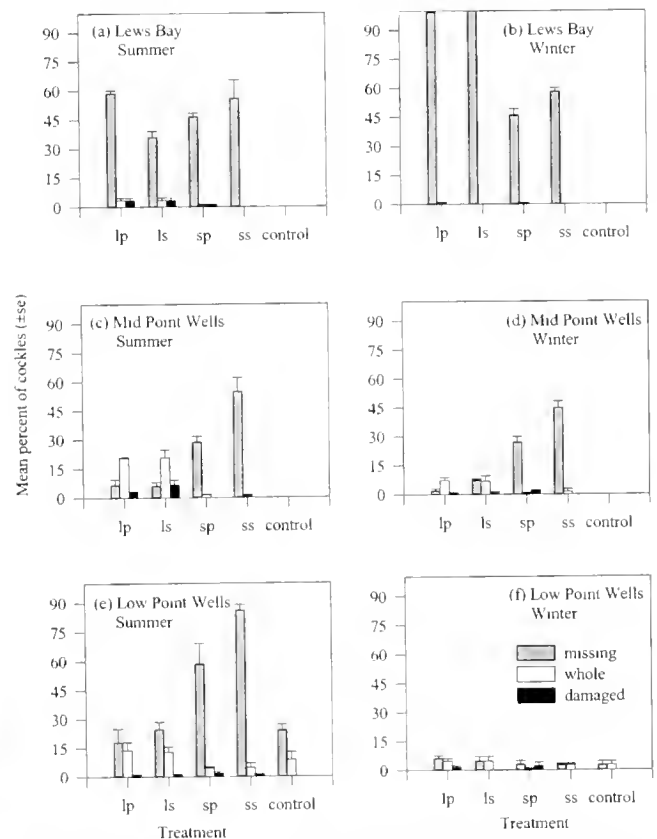 (a) Lews Bay
Summer
90
75
60
45
30
15
0
lp ls sp ss control
(b) Lews Bay
Winter
90
75
60
45
30
15
0
lp ls sp ss control
Mean percent of cockles (±se)
(c) Mid Point Wells
Summer
90
75
60
45
30
15
0
lp ls sp ss control
(d) Mid Point Wells
Winter
90
75
60
45
30
15
0
lp ls sp ss control
(e) Low Point Wells
Summer
90
75
60
45
30
15
0
lp ls sp ss control
Treatment
(f) Low Point Wells
Winter
missing
whole
damaged
90
75
60
45
30
15
0
lp ls sp ss control
Treatment